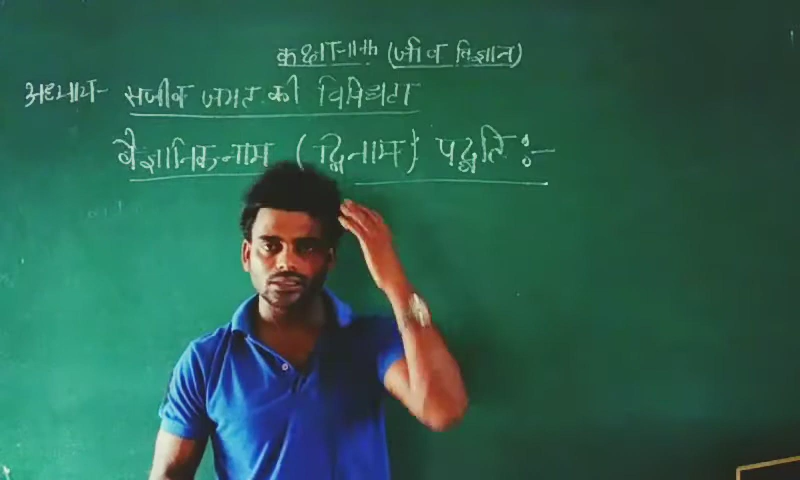 कक्षा-11th (जीव विज्ञान)
अध्याय- सजीव जगत की विविधता
वैज्ञानिक नाम (द्विनाम) पद्धति :-